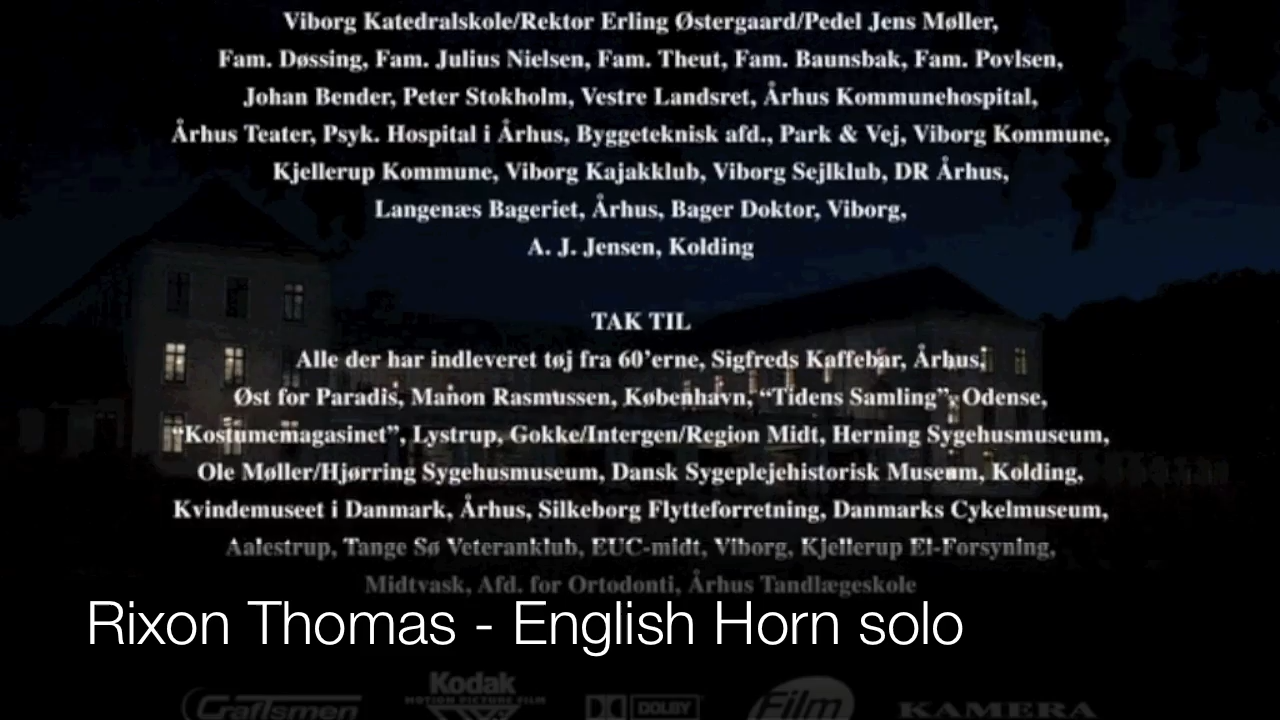 Viborg Katedralskole/Rektor Erling Østergaard/Pedel Jens Møller,
Fam. Døssing, Fam. Julius Nielsen, Fam. Theut, Fam. Baunsbak, Fam. Povlsen,
Johan Bender, Peter Stokholm, Vestre Landsret, Århus Kommunehospital,
Århus Teater, Psyk. Hospital i Århus, Byggeteknisk afd., Park & Vej, Viborg Kommune,
Kjellerup Kommune, Viborg Kajakklub, Viborg Sejlklub, DR Århus,
Langenæs Bageriet, Århus, Bager Doktor, Viborg,
A. J. Jensen, Kolding
TAK TIL
Alle der har indleveret tøj fra 60’erne, Sigfreds Kaffebar, Århus,
Øst for Paradis, Manon Rasmussen, København, “Tidens Samling”, Odense,
“Kostumemagasinet”, Lystrup, Gokke/Intergen/Region Midt, Herning Sygehusmuseum,
Ole Møller/Hjørring Sygehusmuseum, Dansk Sygeplejehistorisk Museum, Kolding,
Kvindemuseet i Danmark, Århus, Silkeborg Flytteforretning, Danmarks Cykelmuseum,
Aalestrup, Tange Sø Veteranklub, EUC-midt, Viborg, Kjellerup El-Forsyning,
Midtvask, Afd. for Ortodonti, Århus Tandlægeskole
Rixon Thomas - English Horn solo
Craftsmen
Kodak
MOTION PICTURE FILM
DOLBY
Film
KAMERA